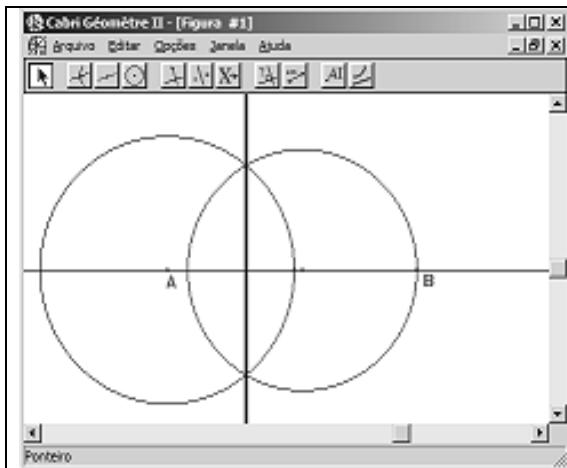 Cabri Géomètre II - [Figura #1]
Arquivo Editar Opções Janela Ajuda
A
B
Ponteiro